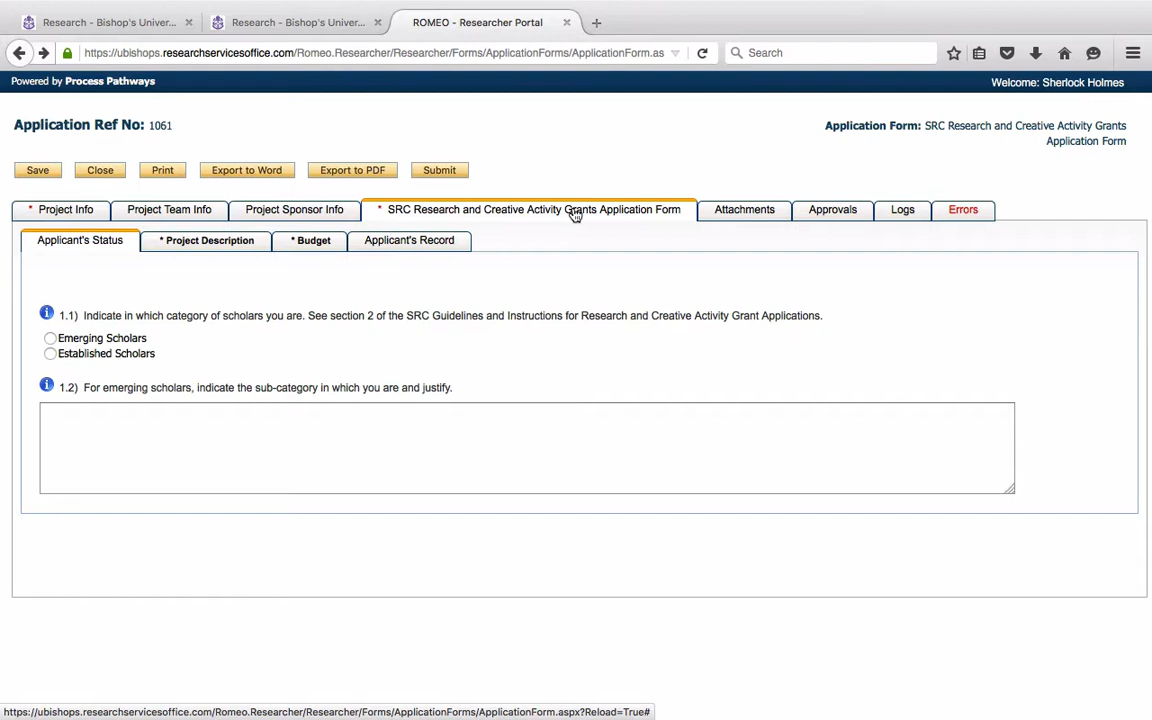 Research - Bishop's Univer... × Research - Bishop's Univer... × ROMEO - Researcher Portal × +
https://ubishops.researchservicesoffice.com/Romeo.Researcher/Researcher/Forms/ApplicationForms/ApplicationForm.as Search
Powered by Process Pathways Welcome: Sherlock Holmes
Application Ref No: 1061 Application Form: SRC Research and Creative Activity Grants
Application Form
Save Close Print Export to Word Export to PDF Submit
* Project Info Project Team Info Project Sponsor Info * SRC Research and Creative Activity Grants Application Form Attachments Approvals Logs Errors
Applicant's Status * Project Description * Budget Applicant's Record
i 1.1) Indicate in which category of scholars you are. See section 2 of the SRC Guidelines and Instructions for Research and Creative Activity Grant Applications.
Emerging Scholars
Established Scholars
i 1.2) For emerging scholars, indicate the sub-category in which you are and justify.
https://ubishops.researchservicesoffice.com/Romeo.Researcher/Researcher/Forms/ApplicationForms/ApplicationForm.aspx?Reload=True#